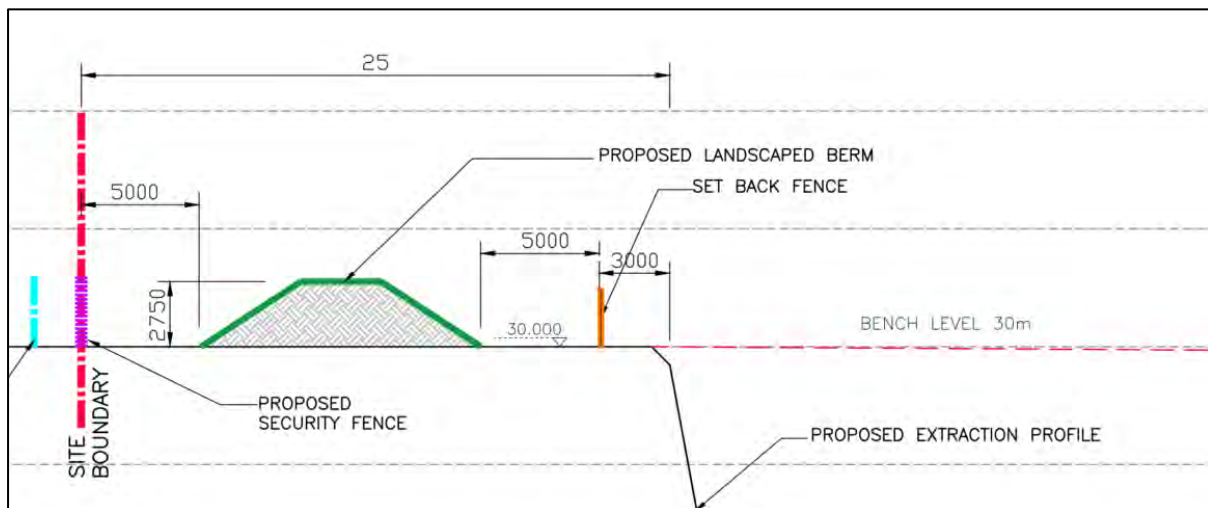 25
PROPOSED LANDSCAPED BERM
SET BACK FENCE
5000
5000
3000
2750
30.000
BENCH LEVEL 30m
SITE
BOUNDARY
PROPOSED
SECURITY FENCE
PROPOSED EXTRACTION PROFILE